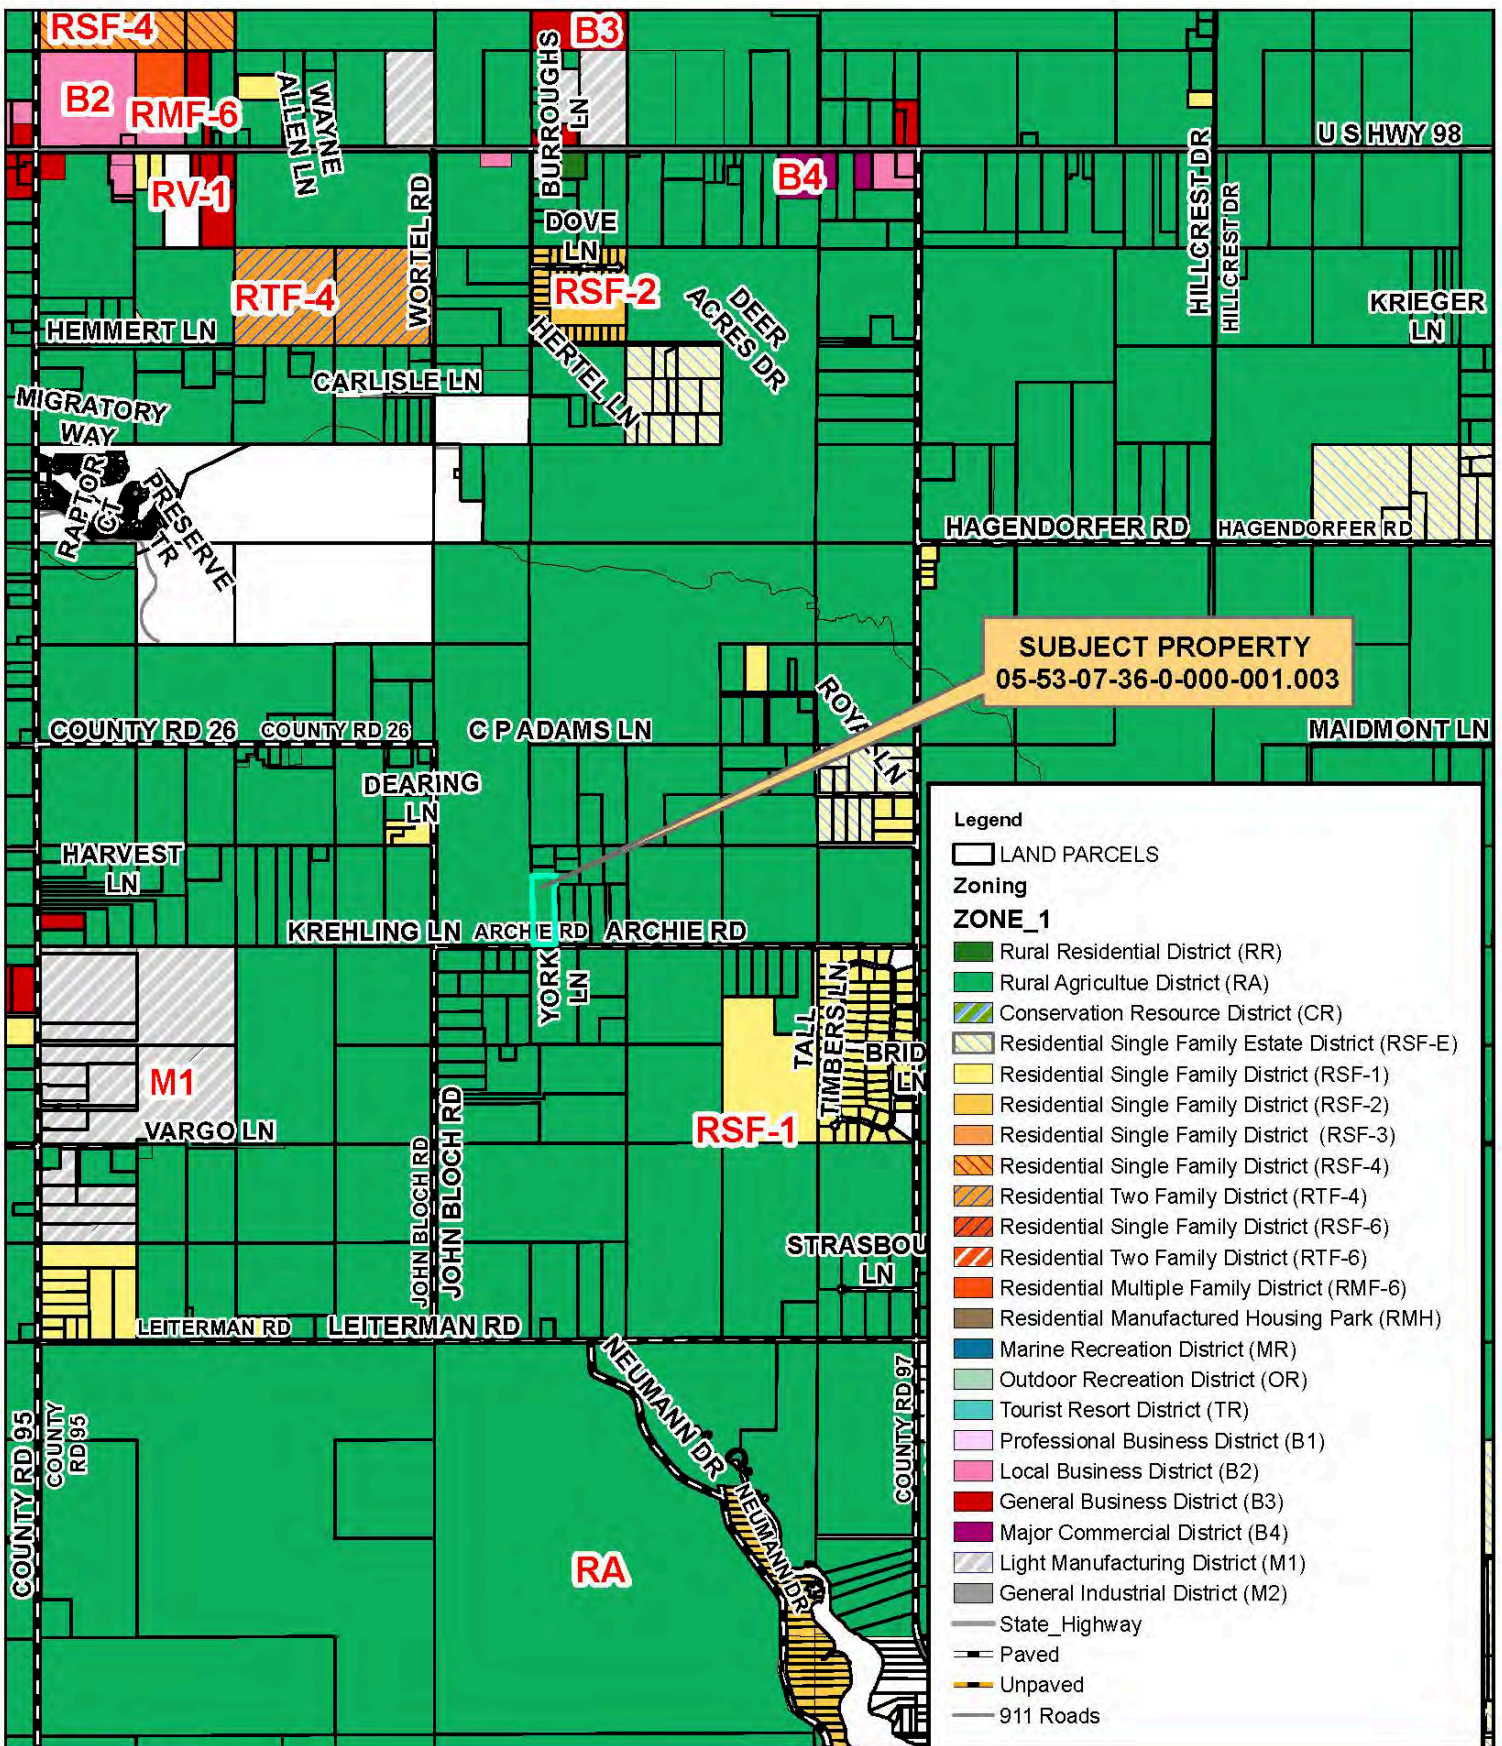 RSF-4
B3
B2
RMF-6
WAYNE
ALLEN LN
BURROUGHS
LN
U S HWY 98
RV-1
B4
WORTEL RD
DOVE
LN
HILLCREST DR
HILLCREST DR
RTF-4
RSF-2
DEER
ACRES DR
KRIEGER
LN
HEMMERT LN
HERTEL LN
CARLISLE LN
MIGRATORY
WAY
RAPTOR
CT
PRESERVE
TR
HAGENDORFER RD
HAGENDORFER RD
SUBJECT PROPERTY
05-53-07-36-0-000-001.003
ROYAL LN
COUNTY RD 26
COUNTY RD 26
C P ADAMS LN
MAIDMONT LN
DEARING
LN
HARVEST
LN
KREHLING LN
ARCHIE RD
ARCHIE RD
YORK
LN
TALL
TIMBERS LN
BRID
LN
M1
RSF-1
VARGO LN
JOHN BLOCH RD
JOHN BLOCH RD
STRASBOU
LN
LEITERMAN RD
LEITERMAN RD
NEUMANN DR
NEUMANN DR
COUNTY RD 97
COUNTY RD 95
COUNTY
RD 95
RA
Legend
LAND PARCELS
Zoning
ZONE_1
Rural Residential District (RR)
Rural Agricultue District (RA)
Conservation Resource District (CR)
Residential Single Family Estate District (RSF-E)
Residential Single Family District (RSF-1)
Residential Single Family District (RSF-2)
Residential Single Family District (RSF-3)
Residential Single Family District (RSF-4)
Residential Two Family District (RTF-4)
Residential Single Family District (RSF-6)
Residential Two Family District (RTF-6)
Residential Multiple Family District (RMF-6)
Residential Manufactured Housing Park (RMH)
Marine Recreation District (MR)
Outdoor Recreation District (OR)
Tourist Resort District (TR)
Professional Business District (B1)
Local Business District (B2)
General Business District (B3)
Major Commercial District (B4)
Light Manufacturing District (M1)
General Industrial District (M2)
State_Highway
Paved
Unpaved
911 Roads